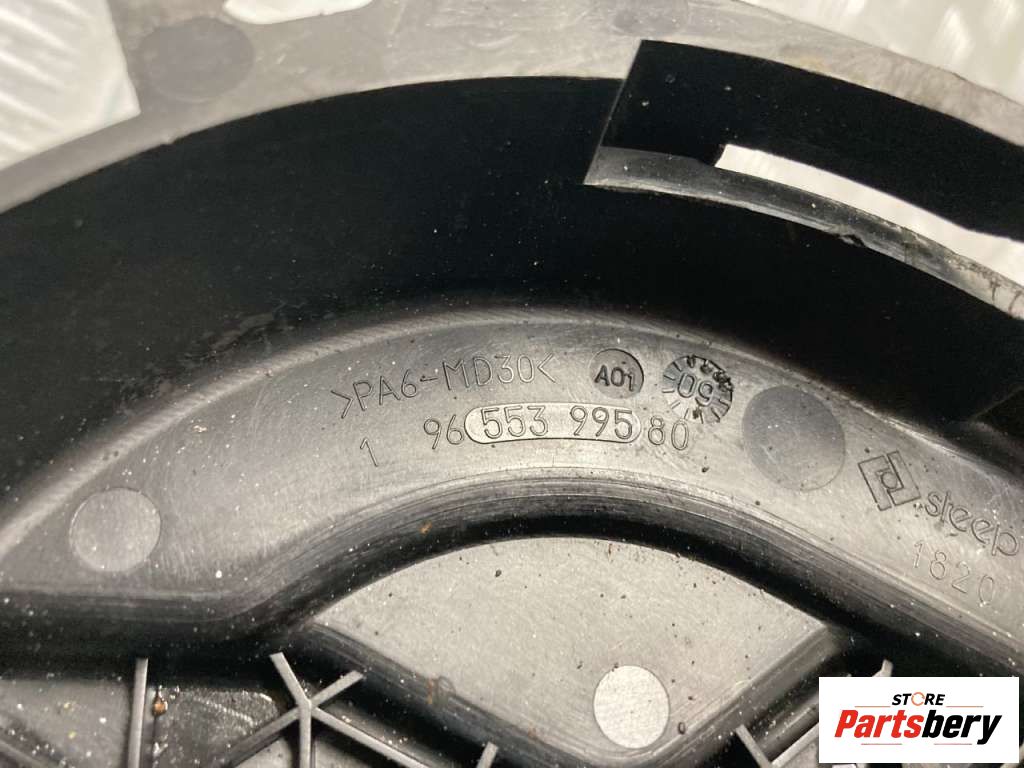 >PA6-MD30< A01 09
1 96 553 995 80
steep
1820
STORE
Partsbery